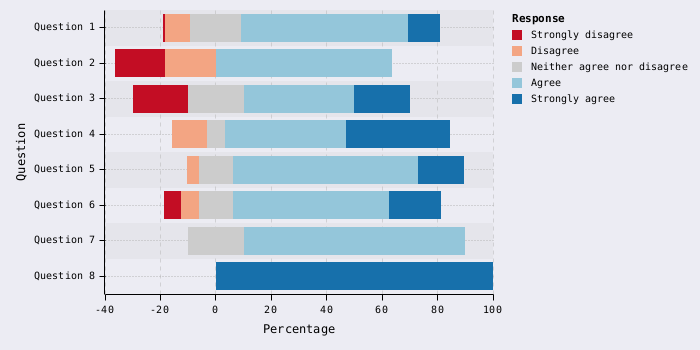 Question 1
Question 2
Question 3
Question 4
Question 5
Question 6
Question 7
Question 8
Question
-40 -20 0 20 40 60 80 100
Percentage
Response
Strongly disagree
Disagree
Neither agree nor disagree
Agree
Strongly agree